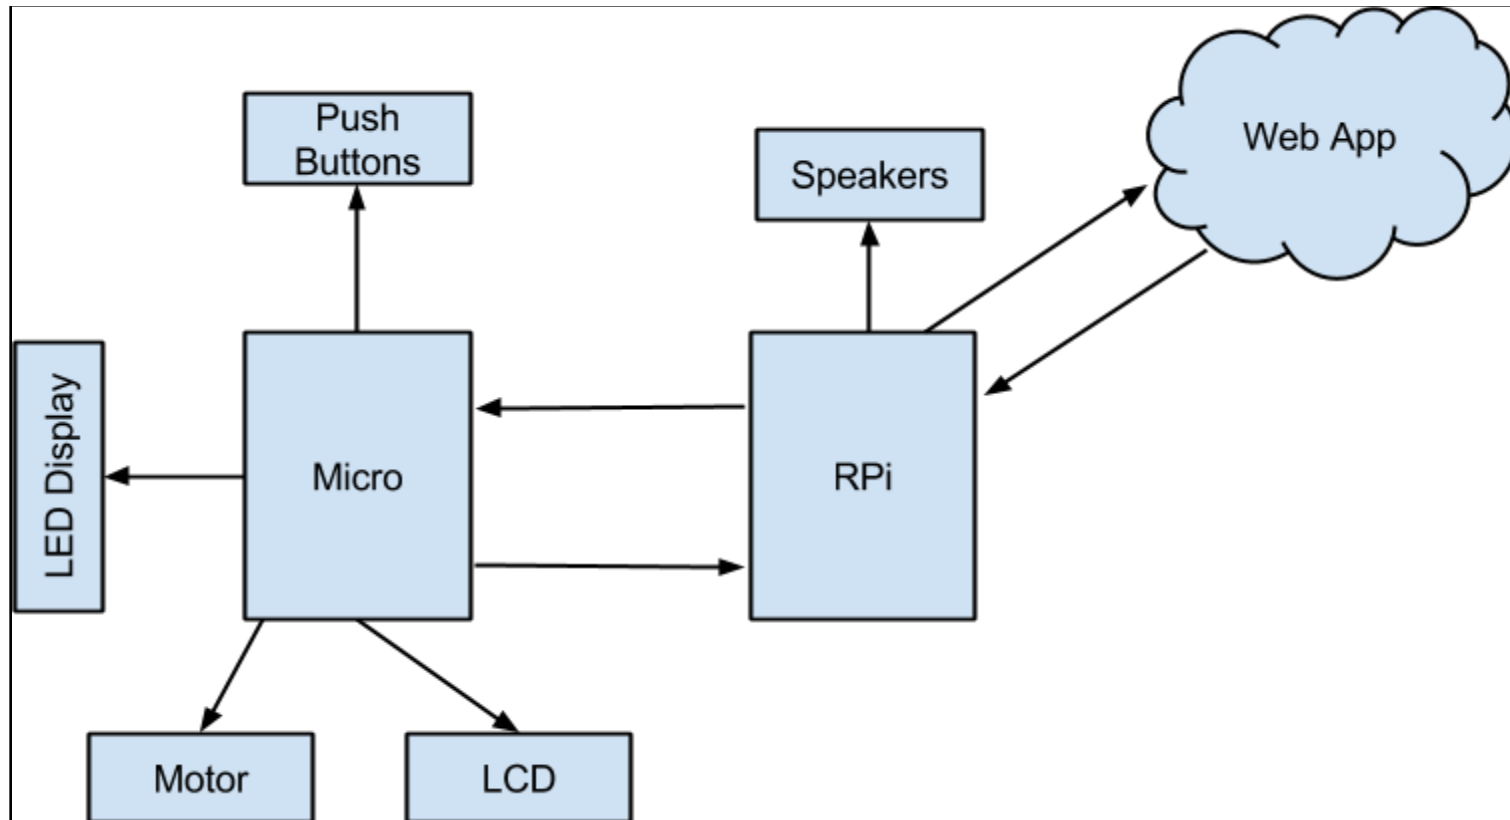 Push
Buttons
Speakers
Web App
LED Display
Micro
RPi
Motor
LCD